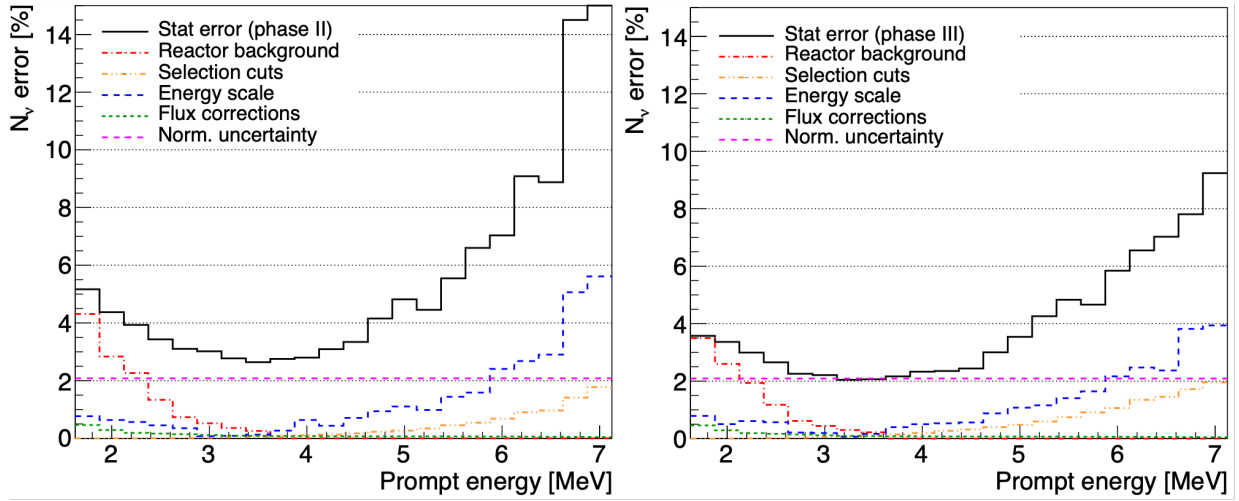 N_ν error [%]
14
12
10
8
6
4
2
0
Stat error (phase II)
Reactor background
Selection cuts
Energy scale
Flux corrections
Norm. uncertainty
2 3 4 5 6 7
Prompt energy [MeV]
N_ν error [%]
14
12
10
8
6
4
2
0
Stat error (phase III)
Reactor background
Selection cuts
Energy scale
Flux corrections
Norm. uncertainty
2 3 4 5 6 7
Prompt energy [MeV]